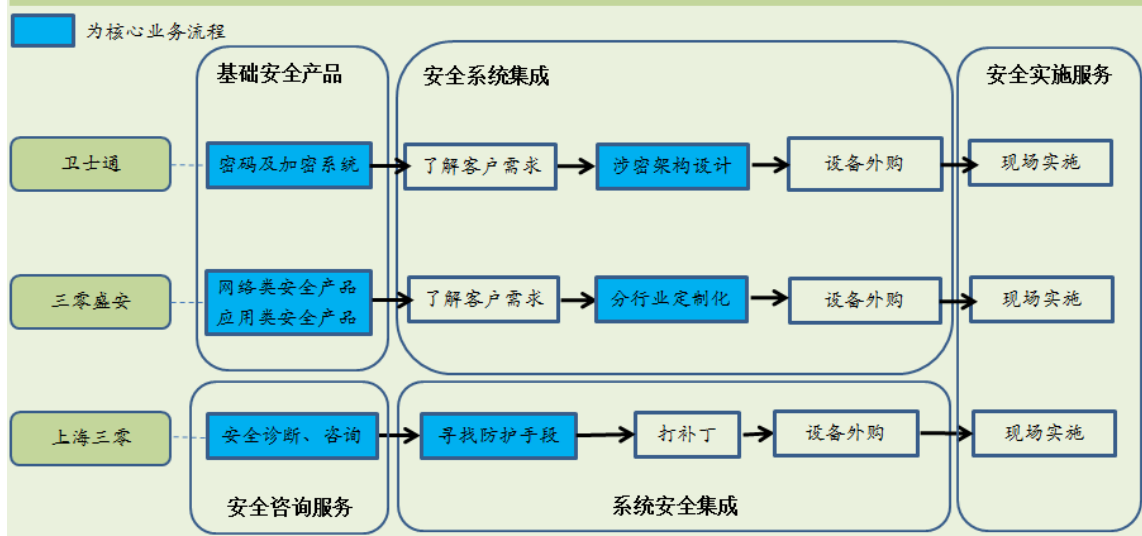 为核心业务流程
基础安全产品
安全系统集成
安全实施服务
卫士通
密码及加密系统
了解客户需求
涉密架构设计
设备外购
现场实施
三零盛安
网络类安全产品
应用类安全产品
了解客户需求
分行业定制化
设备外购
现场实施
上海三零
安全诊断、咨询
寻找防护手段
打补丁
设备外购
现场实施
安全咨询服务
系统安全集成